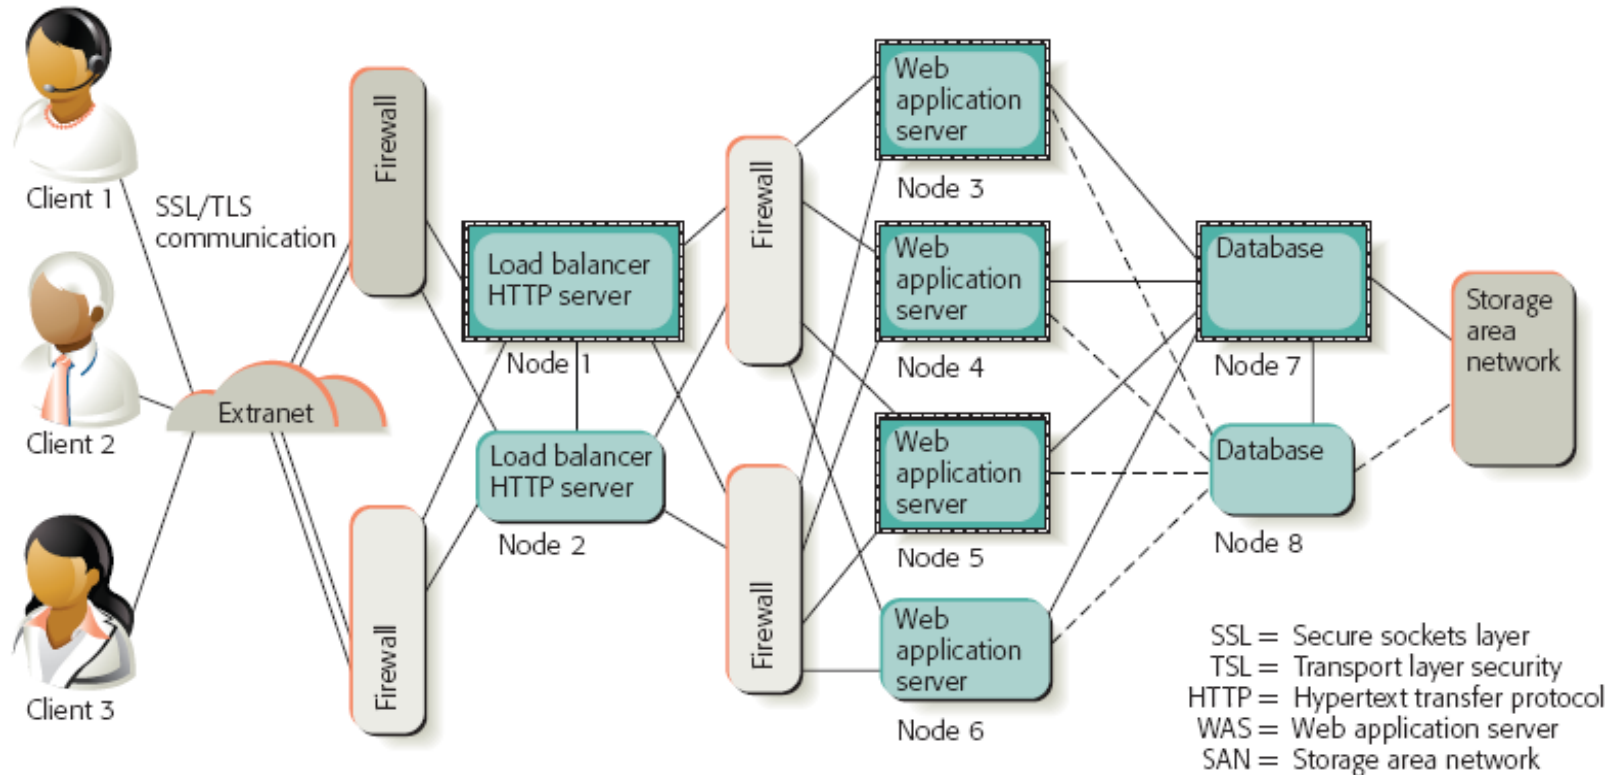 Client 1
SSL/TLS
communication
Client 2
Extranet
Client 3
Firewall
Firewall
Load balancer
HTTP server
Node 1
Load balancer
HTTP server
Node 2
Firewall
Firewall
Web
application
server
Node 3
Web
application
server
Node 4
Web
application
server
Node 5
Web
application
server
Node 6
Database
Node 7
Database
Node 8
Storage
area
network
SSL = Secure sockets layer
TSL = Transport layer security
HTTP = Hypertext transfer protocol
WAS = Web application server
SAN = Storage area network